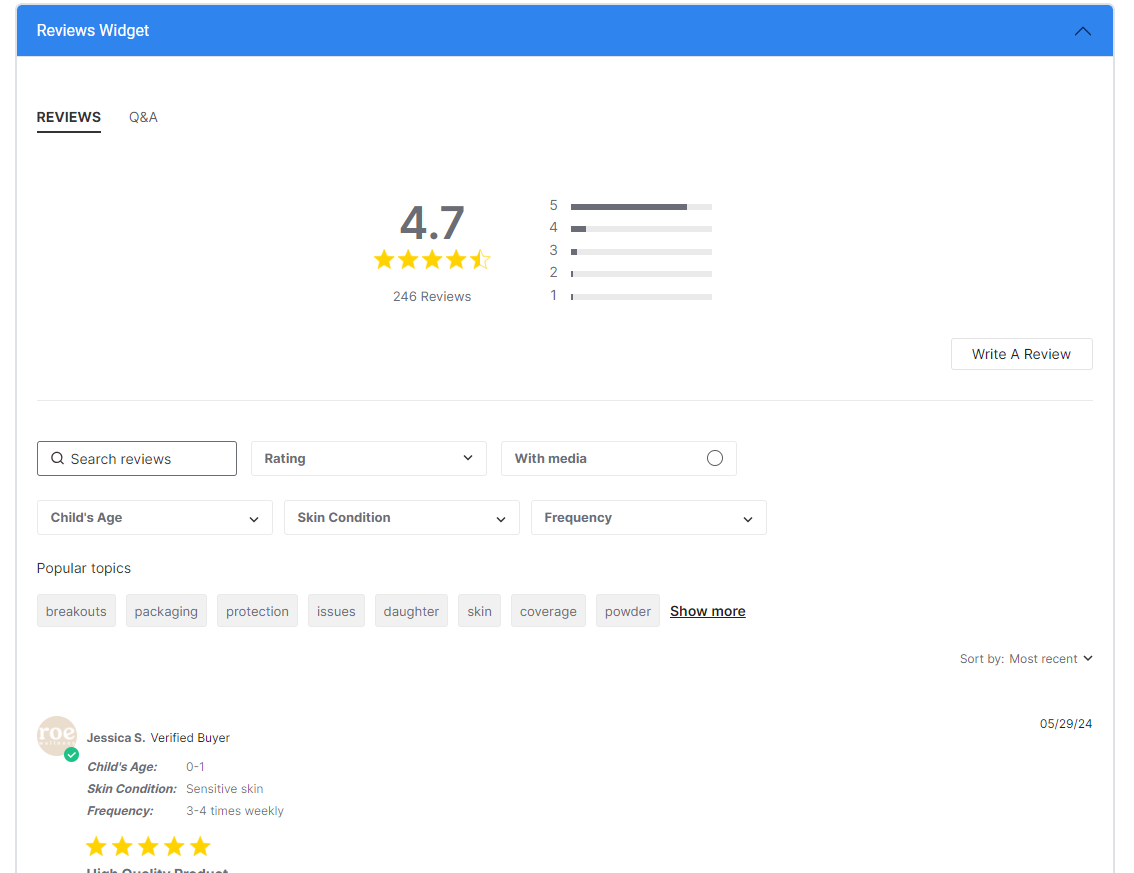 Reviews Widget
REVIEWS Q&A
4.7
246 Reviews
5
4
3
2
1
Write A Review
Search reviews Rating With media
Child's Age Skin Condition Frequency
Popular topics
breakouts packaging protection issues daughter skin coverage powder Show more
Sort by: Most recent
roe
05/29/24
Jessica S. Verified Buyer
Child's Age: 0-1
Skin Condition: Sensitive skin
Frequency: 3-4 times weekly
High Quality Product